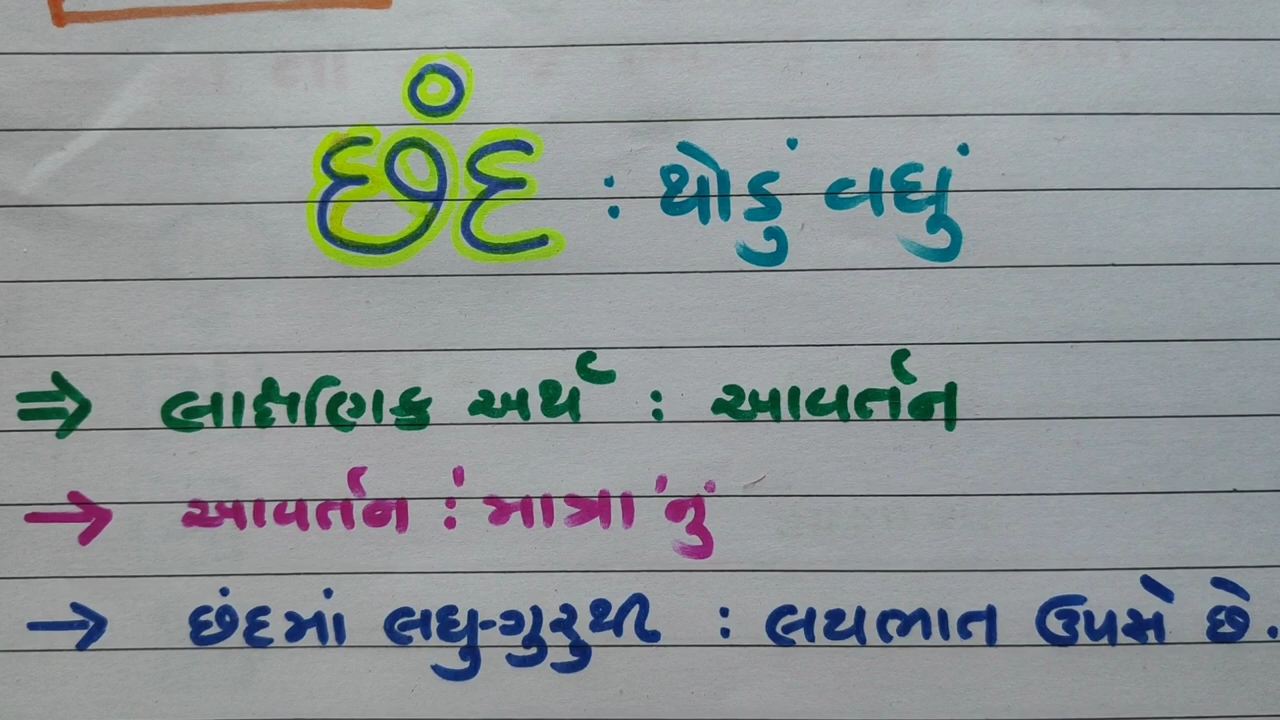 છંદ : થોડું વધું
⇒ લાક્ષણિક અર્થ : આવર્તન
→ આવર્તન : 'માત્રા'નું
→ છંદમાં લઘુ-ગુરુથી : લયભાત ઉપસે છે.